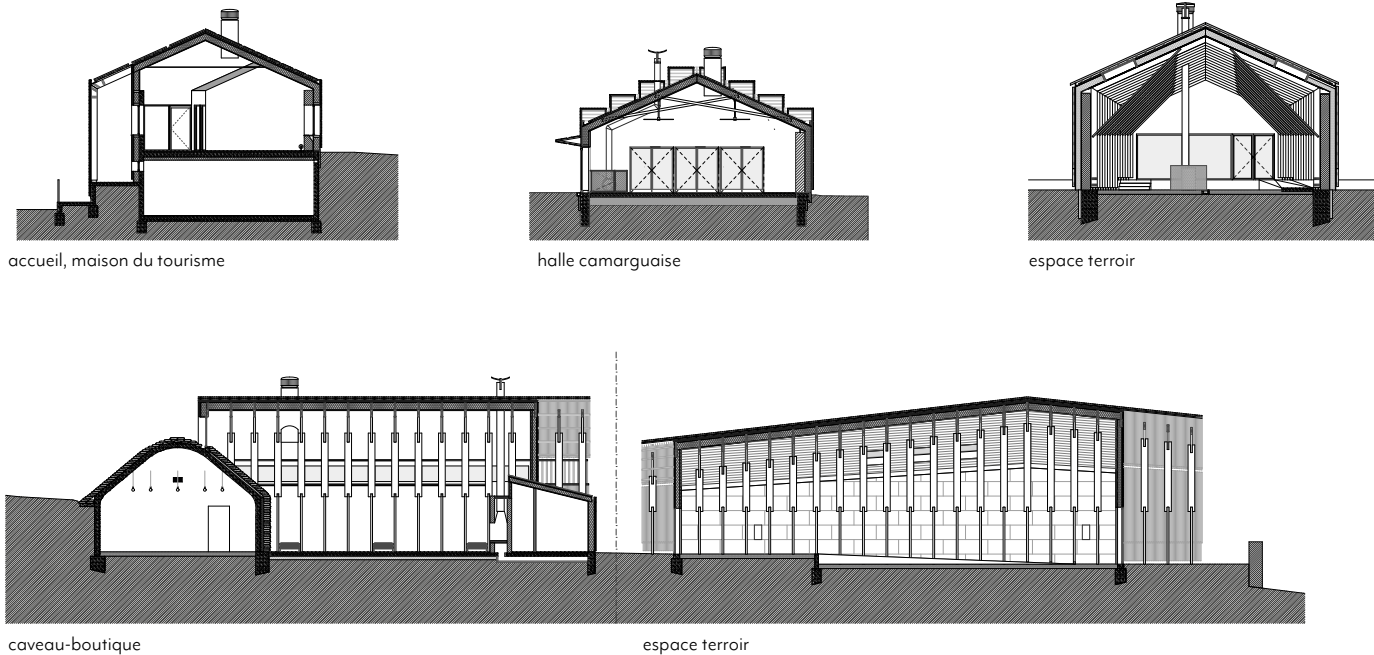 accueil, maison du tourisme
halle camarguaise
espace terroir
caveau-boutique
espace terroir